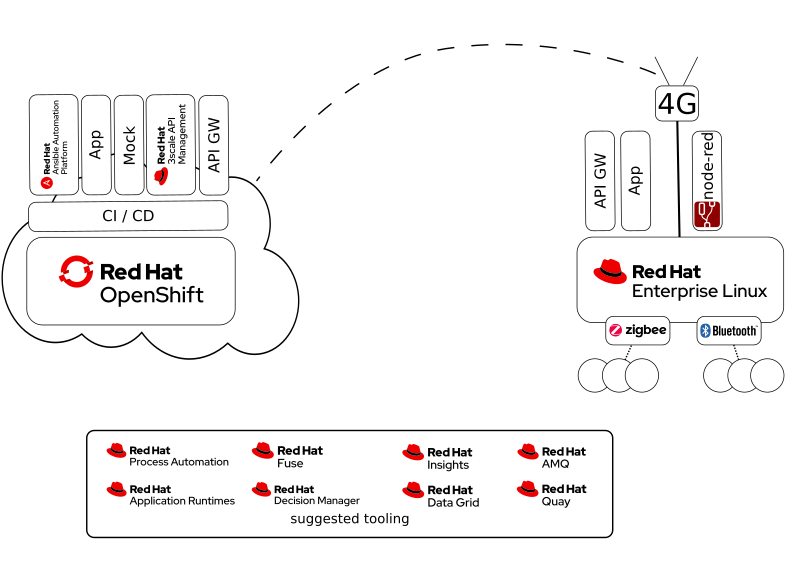 Red Hat
Ansible Automation
Platform
App
Mock
Red Hat
3scale API
Management
API GW
CI / CD
Red Hat
OpenShift
4G
API GW
App
node-red
Red Hat
Enterprise Linux
zigbee
Bluetooth
Red Hat
Process Automation
Red Hat
Fuse
Red Hat
Insights
Red Hat
AMQ
Red Hat
Application Runtimes
Red Hat
Decision Manager
Red Hat
Data Grid
Red Hat
Quay
suggested tooling